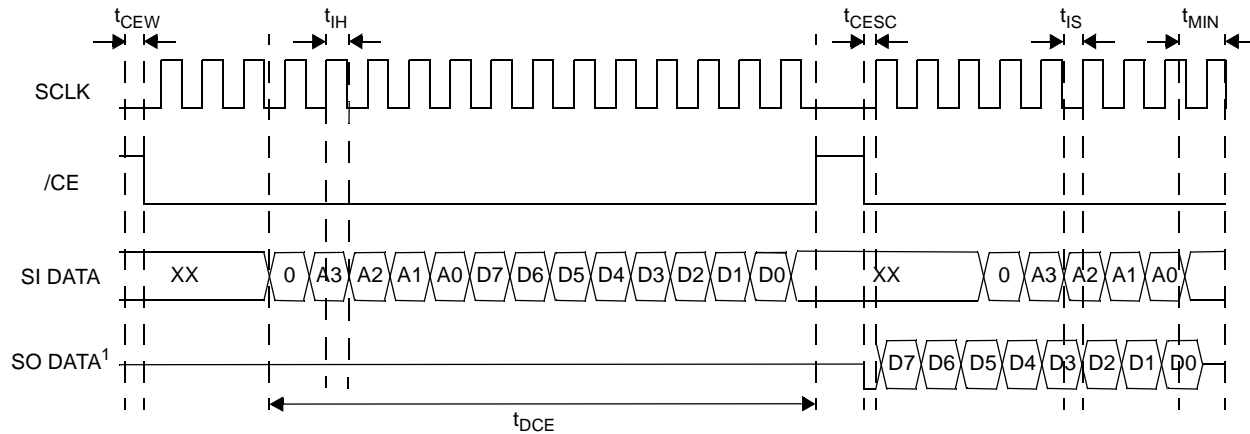 tCEW tIH tCESC tIS tMIN
SCLK
/CE
SI DATA XX 0 A3 A2 A1 A0 D7 D6 D5 D4 D3 D2 D1 D0 XX 0 A3 A2 A1 A0
SO DATA1 D7 D6 D5 D4 D3 D2 D1 D0
tDCE